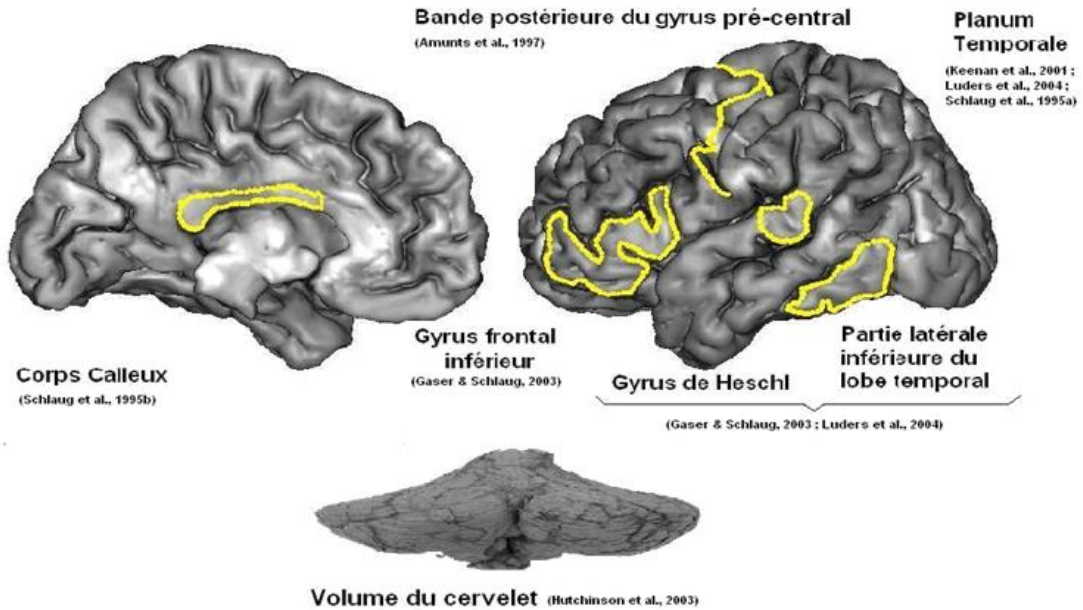 Bande postérieure du gyrus pré-central
(Amunts et al., 1997)
Planum
Temporale
(Keenan et al., 2001 ;
Luders et al., 2004 ;
Schlaug et al., 1995a)
Corps Calleux
(Schlaug et al., 1995b)
Gyrus frontal
inférieur
(Gaser & Schlaug, 2003)
Gyrus de Heschl
Partie latérale
inférieure du
lobe temporal
(Gaser & Schlaug, 2003 ; Luders et al., 2004)
Volume du cervelet (Hutchinson et al., 2003)